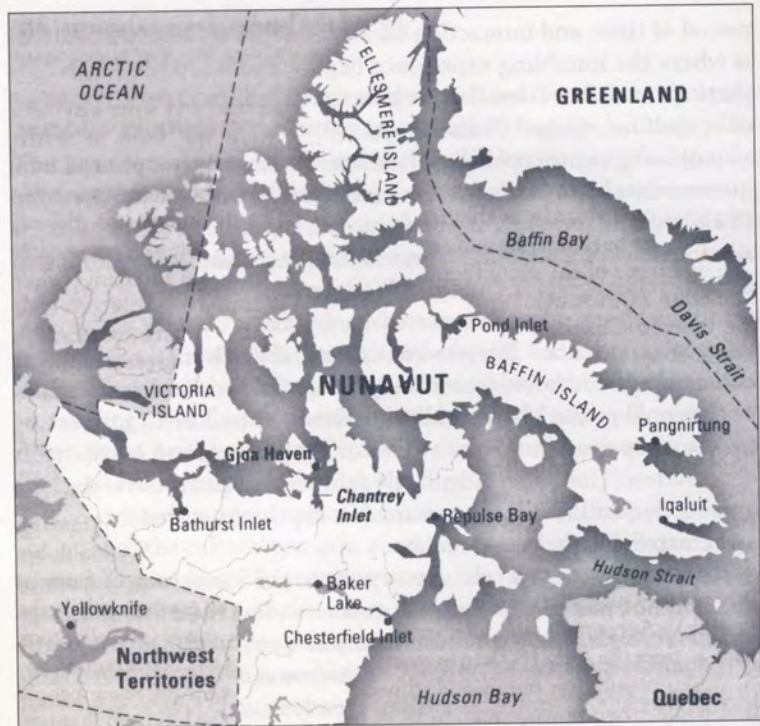 ARCTIC
OCEAN
ELLESMERE ISLAND
GREENLAND
Baffin Bay
Davis Strait
Pond Inlet
VICTORIA
ISLAND
NUNAVUT
BAFFIN ISLAND
Pangnirtung
Gjoa Haven
Chantrey
Inlet
Bathurst Inlet
Repulse Bay
Iqaluit
Hudson Strait
Baker
Lake
Yellowknife
Chesterfield Inlet
Northwest
Territories
Hudson Bay
Quebec